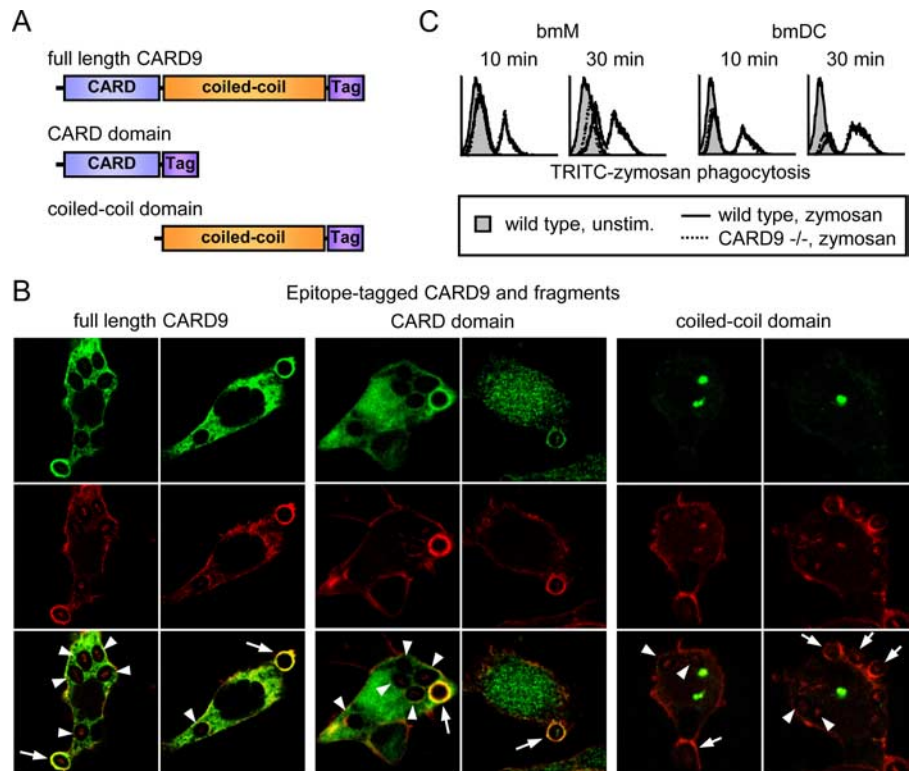 A
full length CARD9
CARD coiled-coil Tag
CARD domain
CARD Tag
coiled-coil domain
coiled-coil Tag
C
bmM bmDC
10 min 30 min 10 min 30 min
TRITC-zymosan phagocytosis
wild type, unstim.
wild type, zymosan
CARD9 -/-, zymosan
B
Epitope-tagged CARD9 and fragments
full length CARD9 CARD domain coiled-coil domain